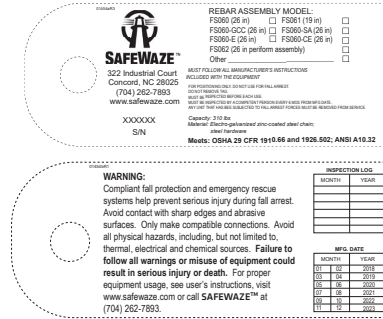 SAFEWAZE™
322 Industrial Court
Concord, NC 28025
(704) 262-7893
www.safewaze.com
XXXXXX
S/N
REBAR ASSEMBLY MODEL:
FS060 (26 in) FS061 (19 in)
FS060-GCC (26 in) FS060-SA (26 in)
FS060-E (26 in) FS060-CE (26 in)
FS062 (26 in periform assembly)
Other
MUST FOLLOW ALL MANUFACTURER'S INSTRUCTIONS
INCLUDED WITH THE EQUIPMENT
FOR POSITIONING ONLY. DO NOT USE FOR FALL ARREST.
DO NOT REMOVE TAG.
MUST BE INSPECTED BEFORE EACH USE.
MUST BE INSPECTED BY A COMPETENT PERSON EVERY 6 MOS FROM MFG DATE.
ANY UNIT THAT HAS BEE SUBJECTED TO FALL ARREST FORCES MUST BE REMOVED FROM SERVICE.
Capacity: 310 lbs
Material: Electro-galvanized zinc-coated steel chain;
steel hardware
Meets: OSHA 29 CFR 1910.66 and 1926.502; ANSI A10.32
WARNING:
Compliant fall protection and emergency rescue
systems help prevent serious injury during fall arrest.
Avoid contact with sharp edges and abrasive
surfaces. Only make compatible connections. Avoid
all physical hazards, including, but not limited to,
thermal, electrical and chemical sources. Failure to
follow all warnings or misuse of equipment could
result in serious injury or death. For proper
equipment usage, see user's instructions, visit
www.safewaze.com or call SAFEWAZE™ at
(704) 262-7893.
INSPECTION LOG
MONTH YEAR
MFG. DATE
MONTH YEAR
01 02 2018
03 04 2019
05 06 2020
07 08 2021
09 10 2022
11 12 2023